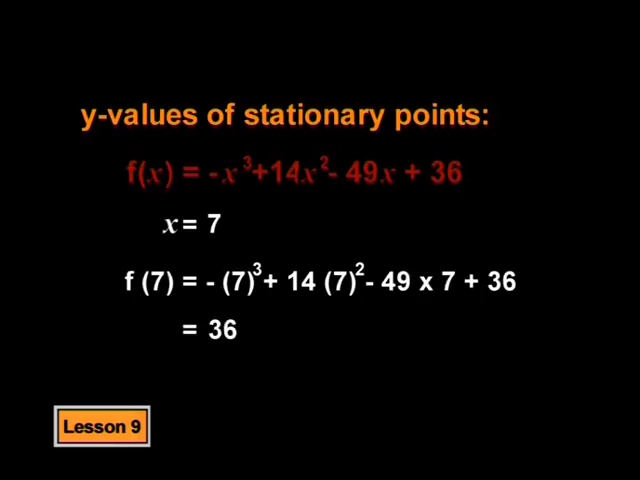 y-values of stationary points:
f(x) = -x³+14x²- 49x + 36
x = 7
f (7) = - (7)³+ 14 (7)²- 49 x 7 + 36
= 36
Lesson 9